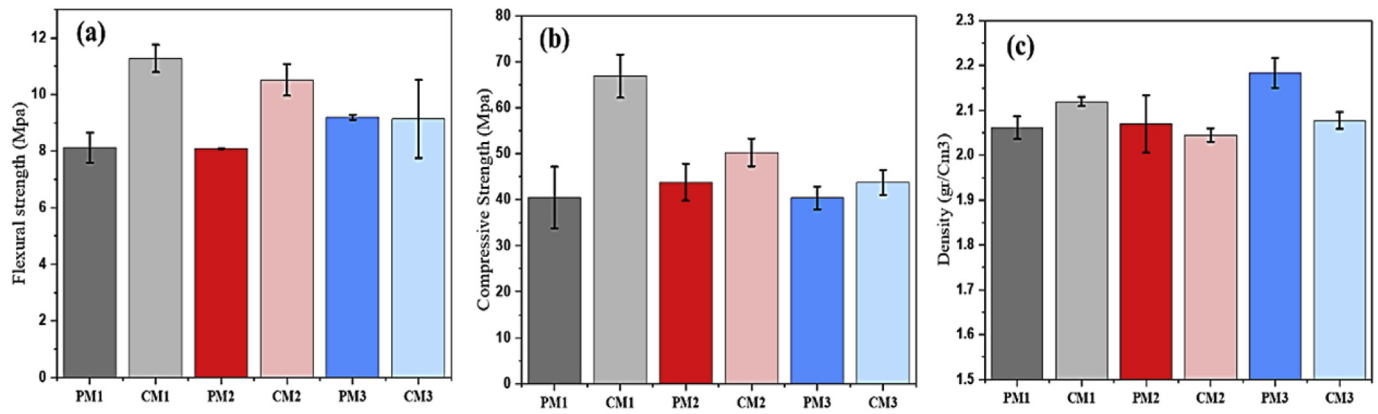 (a)
Flexural strength (Mpa)
12
10
8
6
4
2
0
PM1 CM1 PM2 CM2 PM3 CM3
(b)
Compressive Strength (Mpa)
80
70
60
50
40
30
20
10
0
PM1 CM1 PM2 CM2 PM3 CM3
(c)
Density (gr/Cm3)
2.3
2.2
2.1
2.0
1.9
1.8
1.7
1.6
1.5
PM1 CM1 PM2 CM2 PM3 CM3